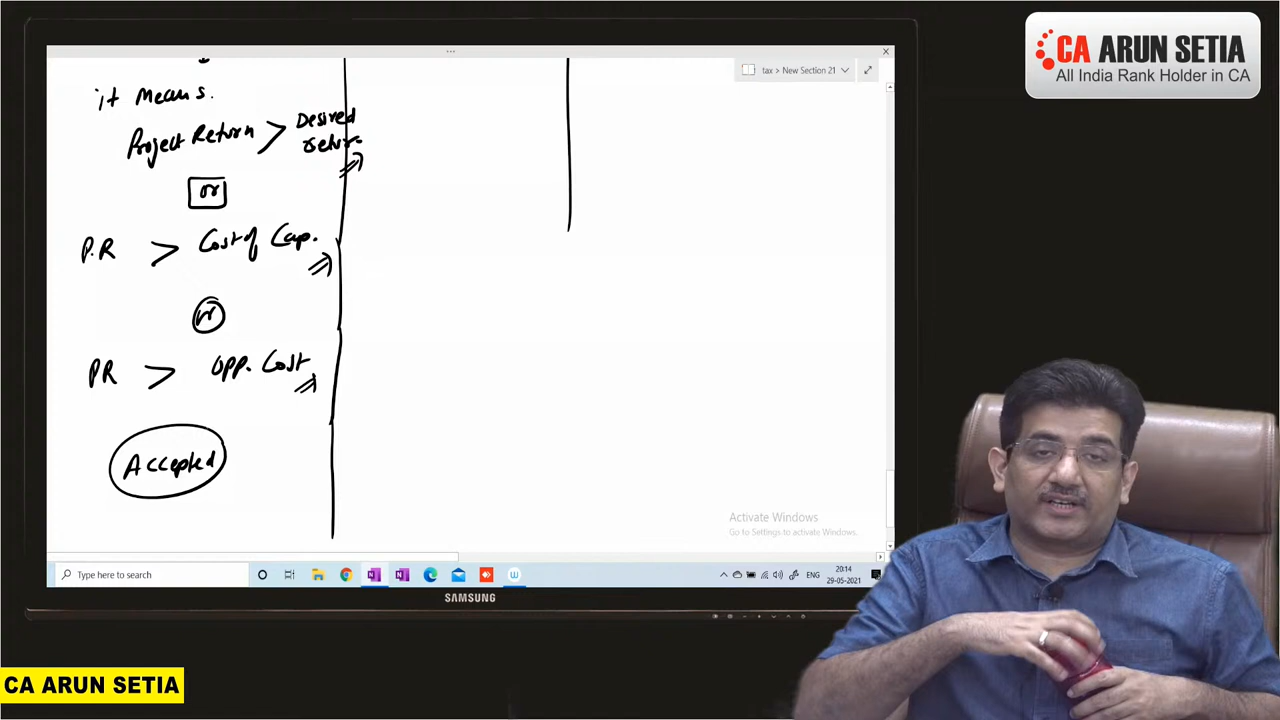 it means.
Project Return > Desired
return
or
P.R > Cost of Cap.
or
PR > Opp. Cost
Accepted
tax > New Section 21
Activate Windows
Go to Settings to activate Windows.
Type here to search
ENG
20:14
29-05-2021
SAMSUNG
CA ARUN SETIA
All India Rank Holder in CA
CA ARUN SETIA